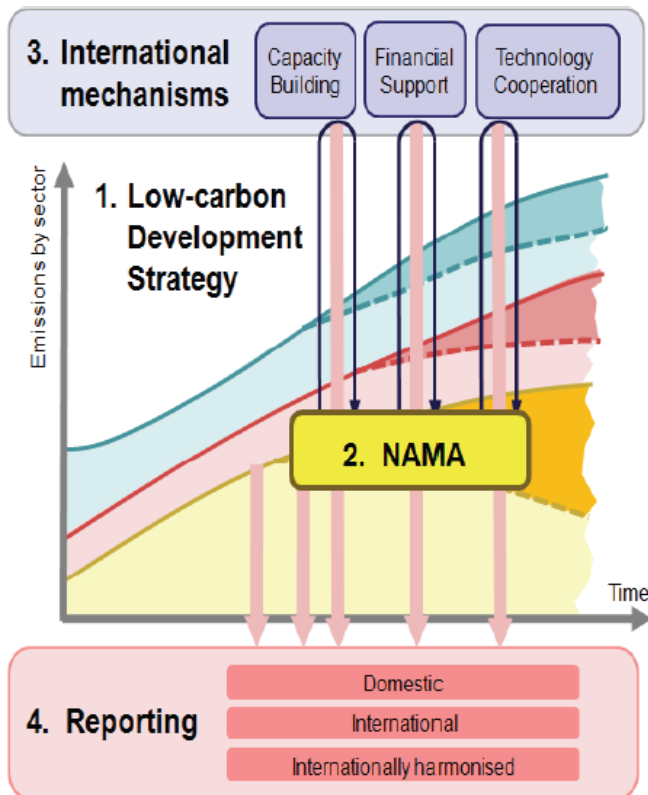 3. International
mechanisms
Capacity
Building
Financial
Support
Technology
Cooperation
Emissions by sector
1. Low-carbon
Development
Strategy
2. NAMA
Time
4. Reporting
Domestic
International
Internationally harmonised